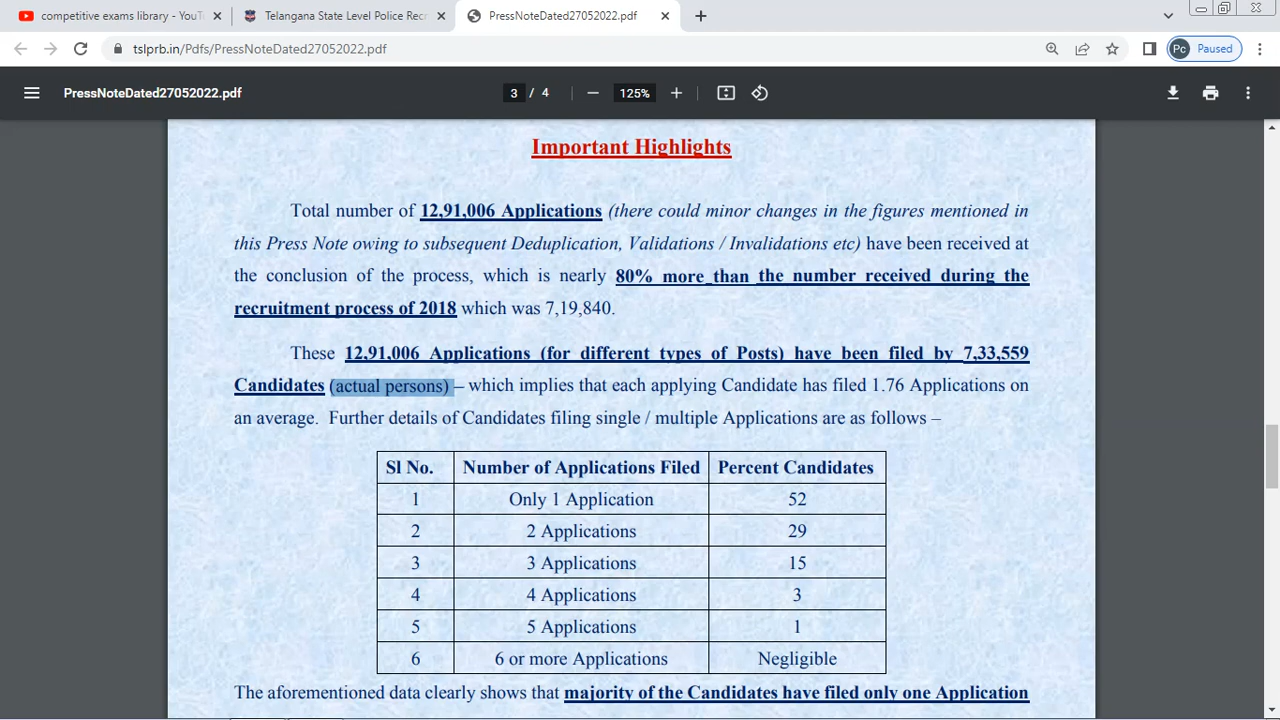 competitive exams library - YouT
Telangana State Level Police Recr
PressNoteDated27052022.pdf
tslprb.in/Pdfs/PressNoteDated27052022.pdf
Pc Paused
PressNoteDated27052022.pdf
3 / 4
125%
Important Highlights
Total number of 12,91,006 Applications (there could minor changes in the figures mentioned in
this Press Note owing to subsequent Deduplication, Validations / Invalidations etc) have been received at
the conclusion of the process, which is nearly 80% more than the number received during the
recruitment process of 2018 which was 7,19,840.
These 12,91,006 Applications (for different types of Posts) have been filed by 7,33,559
Candidates (actual persons) – which implies that each applying Candidate has filed 1.76 Applications on
an average. Further details of Candidates filing single / multiple Applications are as follows –
Sl No. Number of Applications Filed Percent Candidates
1 Only 1 Application 52
2 2 Applications 29
3 3 Applications 15
4 4 Applications 3
5 5 Applications 1
6 6 or more Applications Negligible
The aforementioned data clearly shows that majority of the Candidates have filed only one Application